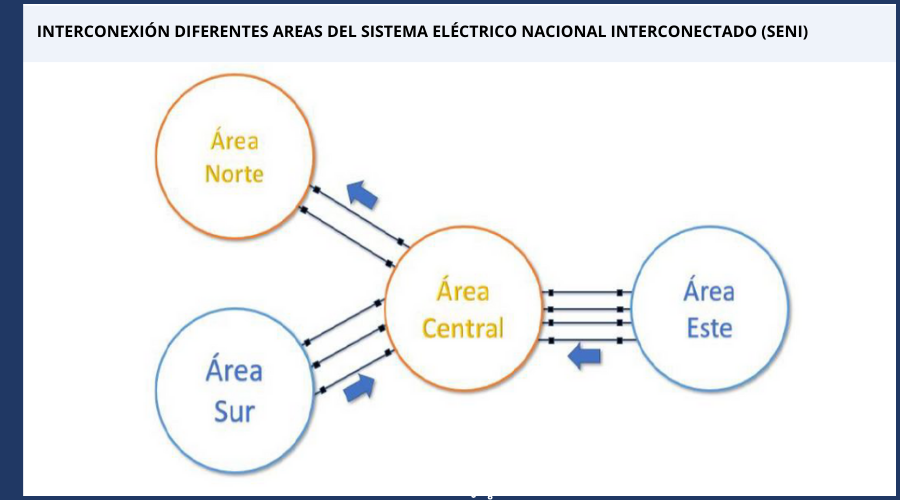 INTERCONEXIÓN DIFERENTES AREAS DEL SISTEMA ELÉCTRICO NACIONAL INTERCONECTADO (SENI)
Área
Norte
Área
Central
Área
Este
Área
Sur